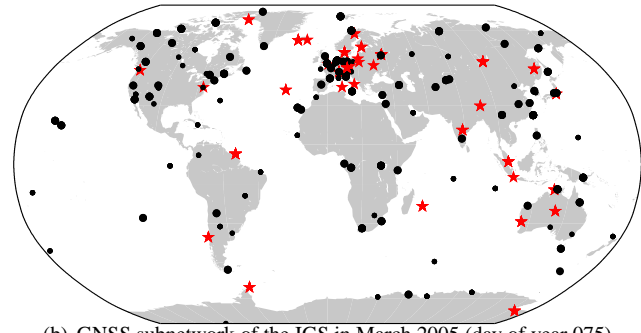 (b) GNSS subnetwork of the IGS in March 2005 (day of year 075)